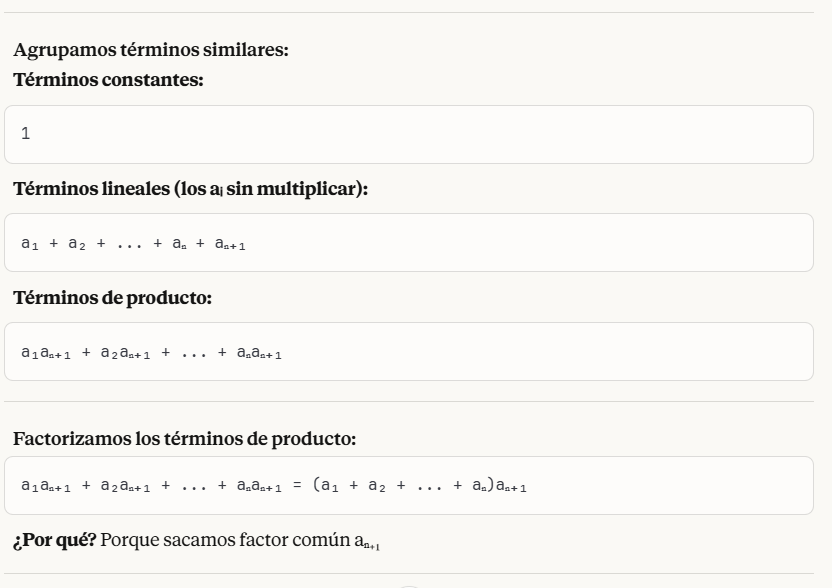 Agrupamos términos similares:
Términos constantes:
1
Términos lineales (los aᵢ sin multiplicar):
a₁ + a₂ + ... + aₙ + aₙ₊₁
Términos de producto:
a₁aₙ₊₁ + a₂aₙ₊₁ + ... + aₙaₙ₊₁
Factorizamos los términos de producto:
a₁aₙ₊₁ + a₂aₙ₊₁ + ... + aₙaₙ₊₁ = (a₁ + a₂ + ... + aₙ)aₙ₊₁
¿Por qué? Porque sacamos factor común aₙ₊₁